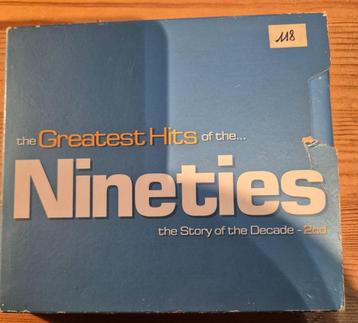 118
the Greatest Hits of the...
Nineties
the Story of the Decade - 2cd